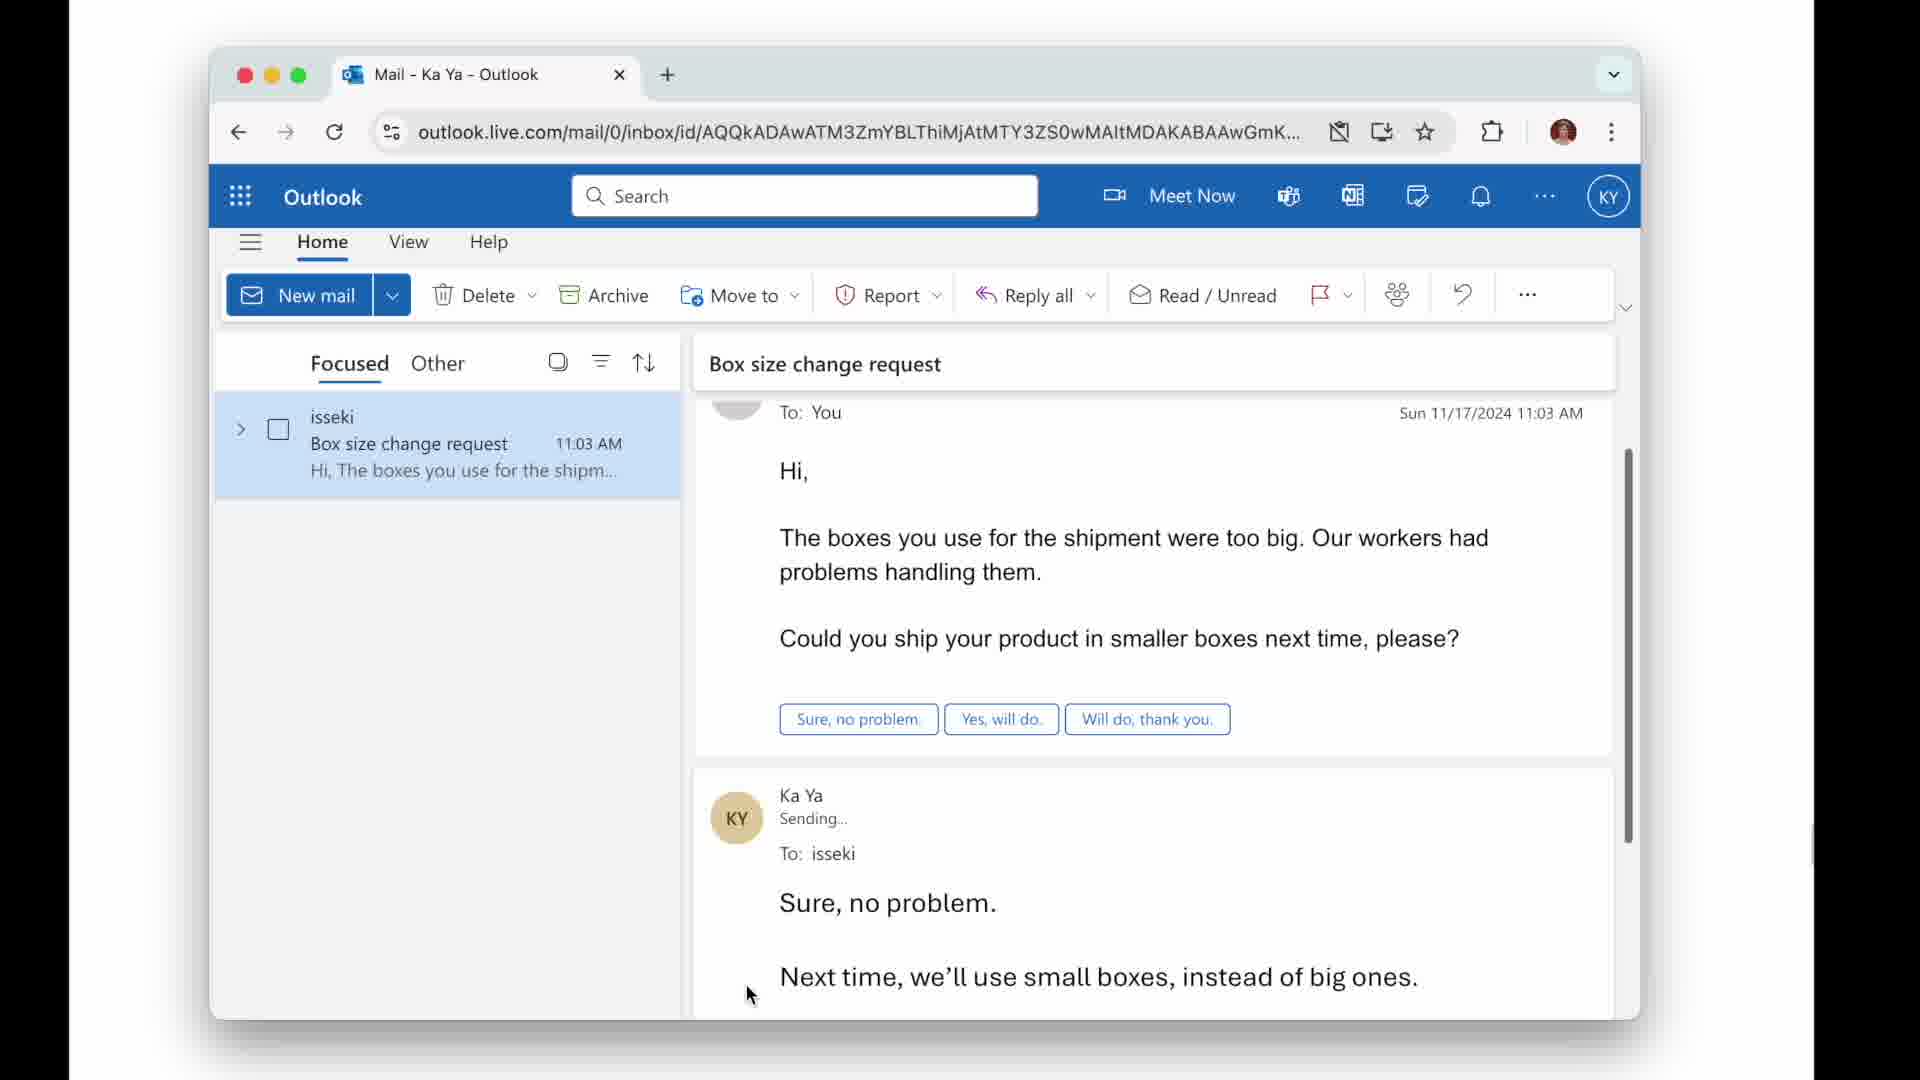 Mail - Ka Ya - Outlook
outlook.live.com/mail/0/inbox/id/AQQkADAwATM3ZmYBLThiMjAtMTY3ZS0wMAItMDAKABAAwGmK...
Outlook
Search
Meet Now
KY
Home View Help
New mail Delete Archive Move to Report Reply all Read / Unread
Focused Other
isseki
Box size change request 11:03 AM
Hi, The boxes you use for the shipm...
Box size change request
To: You Sun 11/17/2024 11:03 AM
Hi,
The boxes you use for the shipment were too big. Our workers had
problems handling them.
Could you ship your product in smaller boxes next time, please?
Sure, no problem. Yes, will do. Will do, thank you.
KY
Ka Ya
Sending...
To: isseki
Sure, no problem.
Next time, we’ll use small boxes, instead of big ones.